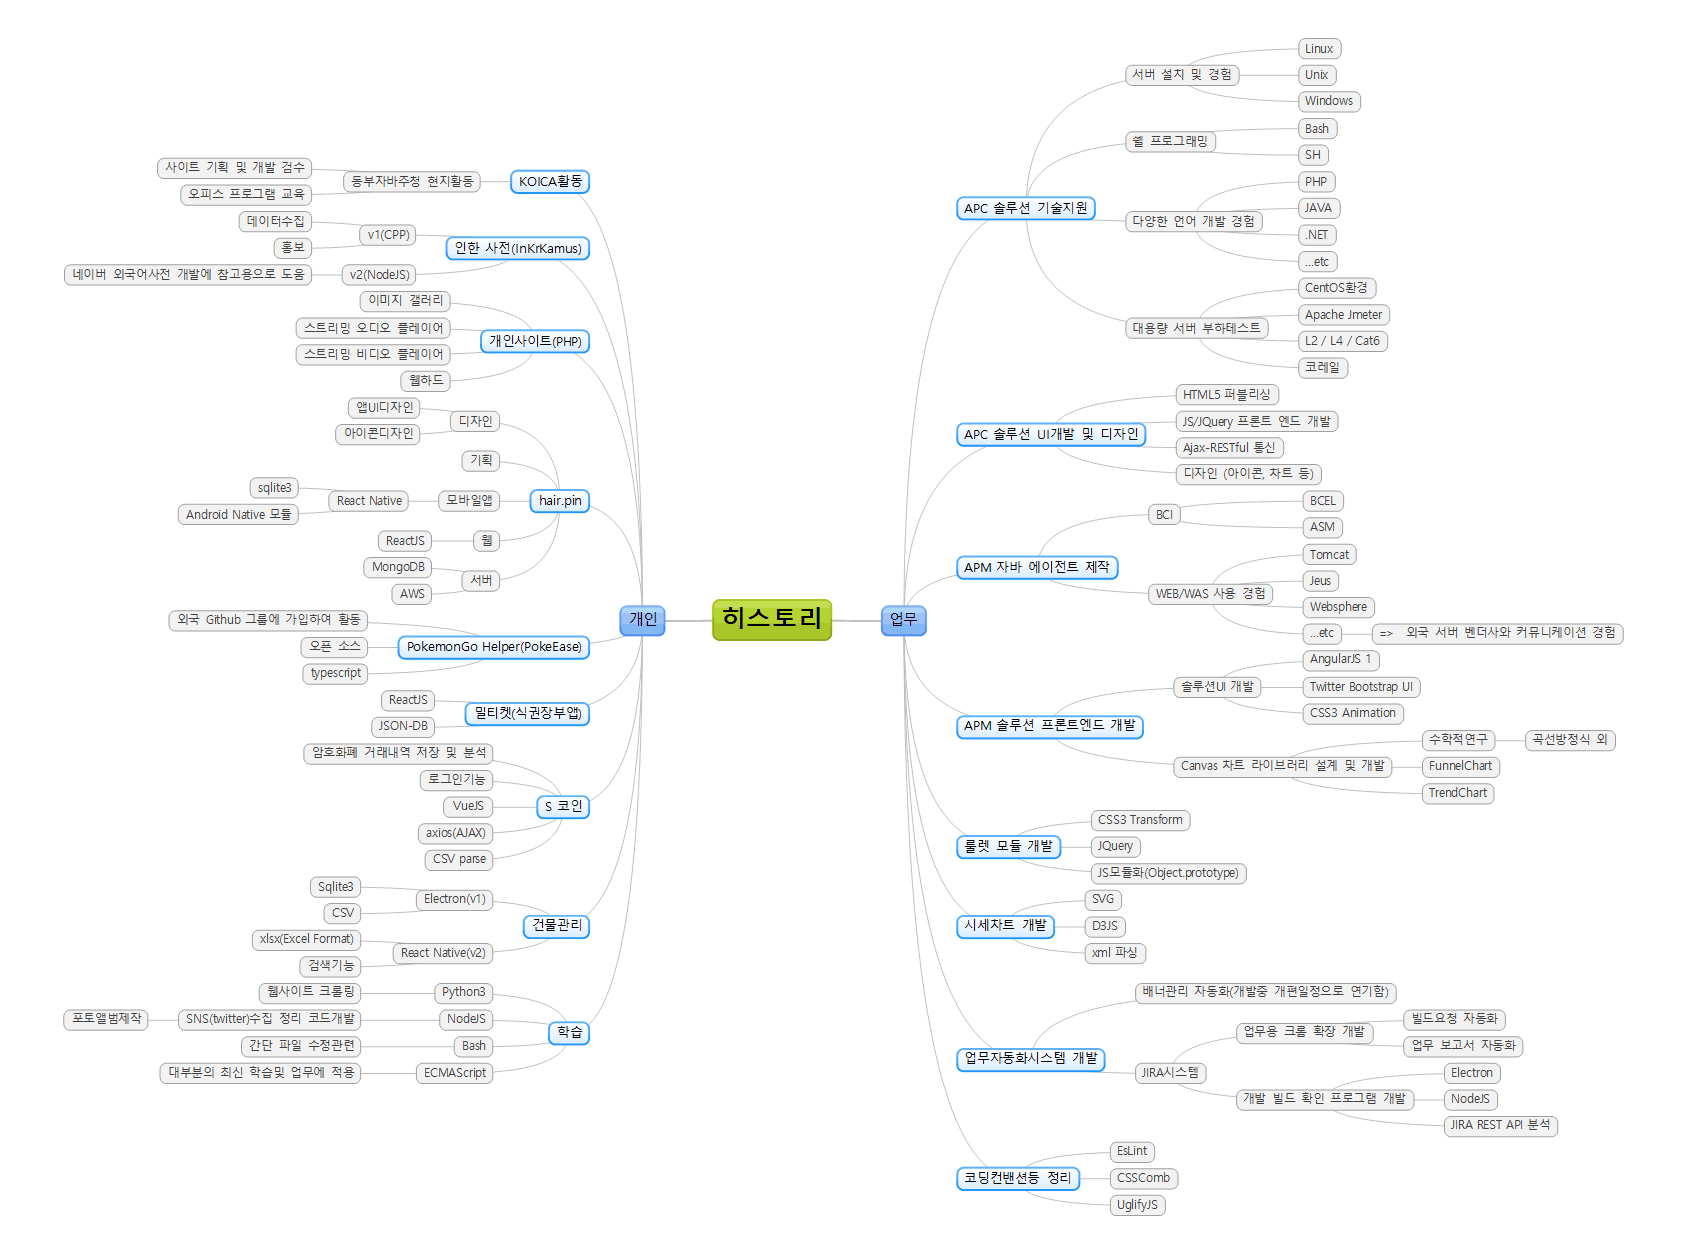 히스토리
개인
KOICA활동
동부자바주청 현지활동
사이트 기획 및 개발 검수
오피스 프로그램 교육
인한 사전(InKrKamus)
v1(CPP)
데이터수집
홍보
v2(NodeJS)
네이버 외국어사전 개발에 참고용으로 도움
개인사이트(PHP)
이미지 갤러리
스트리밍 오디오 플레이어
스트리밍 비디오 플레이어
웹하드
hair.pin
디자인
앱UI디자인
아이콘디자인
기획
모바일앱
React Native
sqlite3
Android Native 모듈
웹
ReactJS
서버
MongoDB
AWS
PokemonGo Helper(PokeEase)
외국 Github 그룹에 가입하여 활동
오픈 소스
typescript
밀티켓(식권장부앱)
ReactJS
JSON-DB
S 코인
암호화폐 거래내역 저장 및 분석
로그인기능
VueJS
axios(AJAX)
CSV parse
건물관리
Electron(v1)
Sqlite3
CSV
React Native(v2)
xlsx(Excel Format)
검색기능
학습
Python3
웹사이트 크롤링
NodeJS
SNS(twitter)수집 정리 코드개발
포토앨범제작
Bash
간단 파일 수정관련
ECMAScript
대부분의 최신 학습및 업무에 적용
업무
APC 솔루션 기술지원
서버 설치 및 경험
Linux
Unix
Windows
쉘 프로그래밍
Bash
SH
다양한 언어 개발 경험
PHP
JAVA
.NET
...etc
대용량 서버 부하테스트
CentOS환경
Apache Jmeter
L2 / L4 / Cat6
코레일
APC 솔루션 UI개발 및 디자인
HTML5 퍼블리싱
JS/JQuery 프론트 엔드 개발
Ajax-RESTful 통신
디자인 (아이콘, 차트 등)
APM 자바 에이전트 제작
BCI
BCEL
ASM
WEB/WAS 사용 경험
Tomcat
Jeus
Websphere
...etc
=> 외국 서버 벤더사와 커뮤니케이션 경험
APM 솔루션 프론트엔드 개발
솔루션UI 개발
AngularJS 1
Twitter Bootstrap UI
CSS3 Animation
Canvas 차트 라이브러리 설계 및 개발
수학적연구
곡선방정식 외
FunnelChart
TrendChart
룰렛 모듈 개발
CSS3 Transform
JQuery
JS모듈화(Object.prototype)
시세차트 개발
SVG
D3JS
xml 파싱
업무자동화시스템 개발
배너관리 자동화(개발중 개편일정으로 연기함)
JIRA시스템
업무용 크롬 확장 개발
빌드요청 자동화
업무 보고서 자동화
개발 빌드 확인 프로그램 개발
Electron
NodeJS
JIRA REST API 분석
코딩컨밴션등 정리
EsLint
CSSComb
UglifyJS